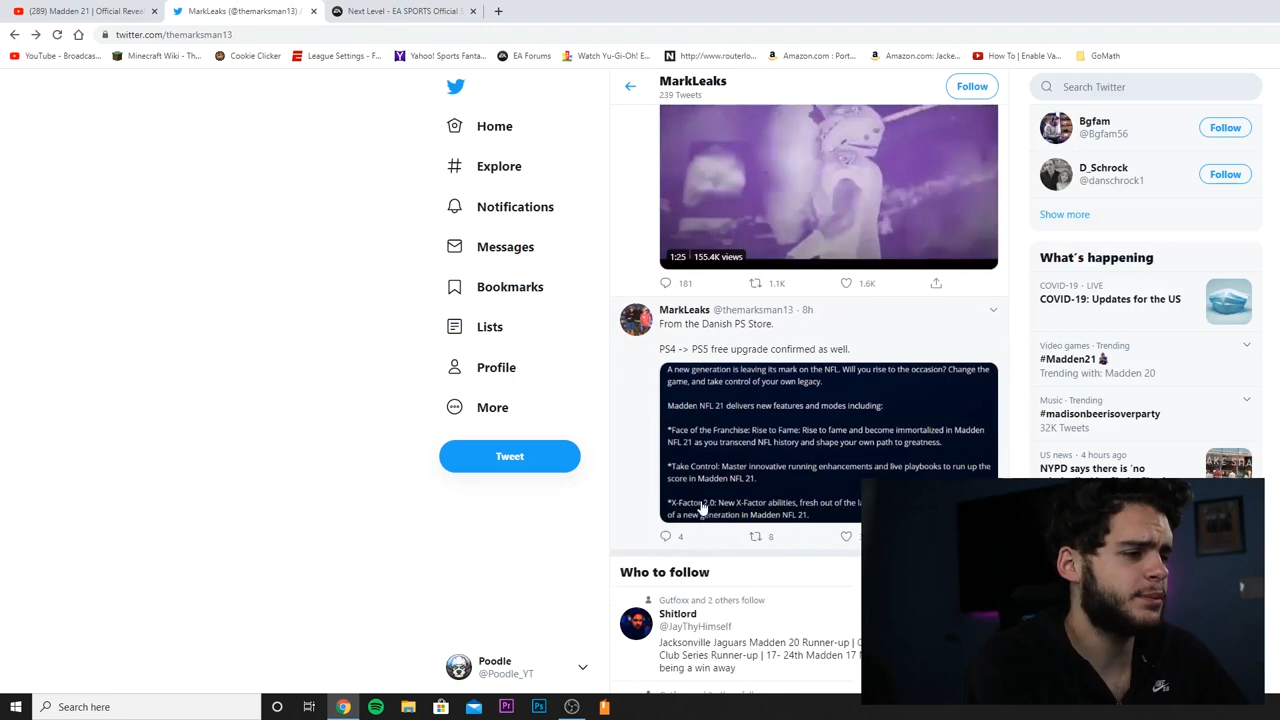 (289) Madden 21 | Official Reveal
MarkLeaks (@themarksman13) /
Next Level - EA SPORTS Official S
twitter.com/themarksman13
YouTube - Broadcas...
Minecraft Wiki - Th...
Cookie Clicker
League Settings - F...
Yahoo! Sports Fanta...
EA Forums
Watch Yu-Gi-Oh! E...
http://www.routerlo...
Amazon.com : Port...
Amazon.com: Jacke...
How To | Enable Va...
GoMath
Home
Explore
Notifications
Messages
Bookmarks
Lists
Profile
More
Tweet
Poodle
@Poodle_YT
MarkLeaks
239 Tweets
Follow
1:25 155.4K views
181 1.1K 1.6K
MarkLeaks @themarksman13 · 8h
From the Danish PS Store.
PS4 -> PS5 free upgrade confirmed as well.
A new generation is leaving its mark on the NFL. Will you rise to the occasion? Change the
game, and take control of your own legacy.
Madden NFL 21 delivers new features and modes including:
*Face of the Franchise: Rise to Fame: Rise to fame and become immortalized in Madden
NFL 21 as you transcend NFL history and shape your own path to greatness.
*Take Control: Master innovative running enhancements and live playbooks to run up the
score in Madden NFL 21.
*X-Factor 2.0: New X-Factor abilities, fresh out of the la
of a new generation in Madden NFL 21.
4 8
Who to follow
Gutfoxx and 2 others follow
Shitlord
@JayThyHimself
Jacksonville Jaguars Madden 20 Runner-up |
Club Series Runner-up | 17- 24th Madden 17
being a win away
Search Twitter
Bgfam
@Bgfam56
Follow
D_Schrock
@danschrock1
Follow
Show more
What's happening
COVID-19 · LIVE
COVID-19: Updates for the US
Video games · Trending
#Madden21
Trending with: Madden 20
Music · Trending
#madisonbeerisoverparty
32K Tweets
US news · 4 hours ago
NYPD says there is 'no
Search here